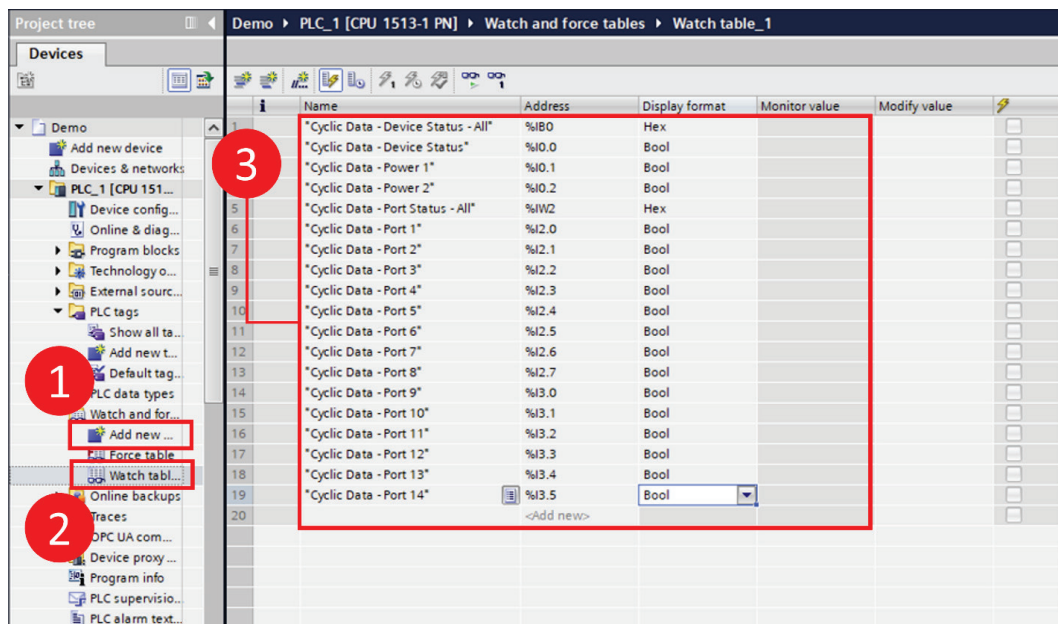 Project tree
Demo PLC_1 [CPU 1513-1 PN] Watch and force tables Watch table_1
Devices
i Name Address Display format Monitor value Modify value
Demo
Add new device
Devices & networks
PLC_1 [CPU 151...
Device config...
Online & diag...
Program blocks
Technology o...
External sourc...
PLC tags
Show all ta...
Add new t...
Default tag...
PLC data types
Watch and for...
Add new ...
Force table
Watch tabl...
Online backups
Traces
OPC UA com...
Device proxy ...
Program info
PLC supervisio...
PLC alarm text...
1 "Cyclic Data - Device Status - All" %IB0 Hex
"Cyclic Data - Device Status" %I0.0 Bool
"Cyclic Data - Power 1" %I0.1 Bool
"Cyclic Data - Power 2" %I0.2 Bool
5 "Cyclic Data - Port Status - All" %IW2 Hex
6 "Cyclic Data - Port 1" %I2.0 Bool
7 "Cyclic Data - Port 2" %I2.1 Bool
8 "Cyclic Data - Port 3" %I2.2 Bool
9 "Cyclic Data - Port 4" %I2.3 Bool
10 "Cyclic Data - Port 5" %I2.4 Bool
11 "Cyclic Data - Port 6" %I2.5 Bool
12 "Cyclic Data - Port 7" %I2.6 Bool
13 "Cyclic Data - Port 8" %I2.7 Bool
14 "Cyclic Data - Port 9" %I3.0 Bool
15 "Cyclic Data - Port 10" %I3.1 Bool
16 "Cyclic Data - Port 11" %I3.2 Bool
17 "Cyclic Data - Port 12" %I3.3 Bool
18 "Cyclic Data - Port 13" %I3.4 Bool
19 "Cyclic Data - Port 14" %I3.5 Bool
20 <Add new>
1
2
3